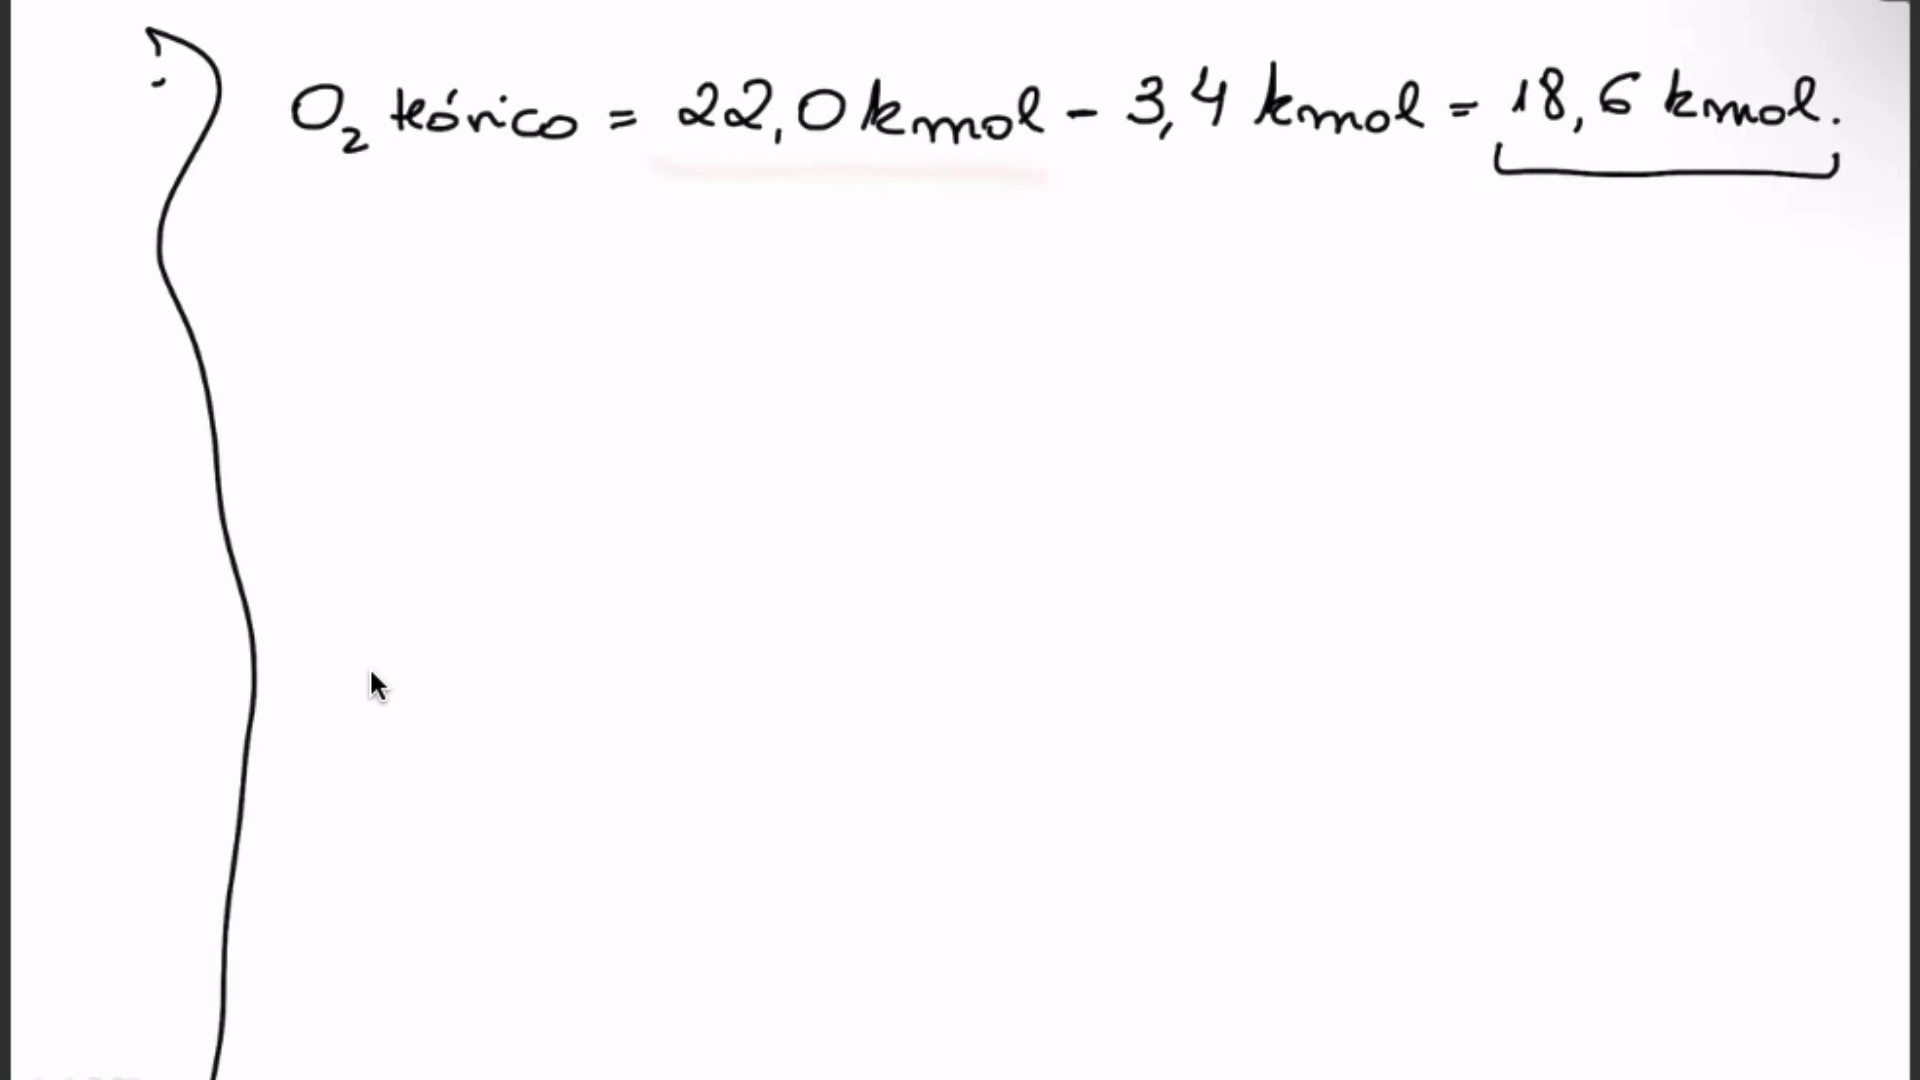 O₂ teórico = 22,0 kmol - 3,4 kmol = 18,6 kmol.